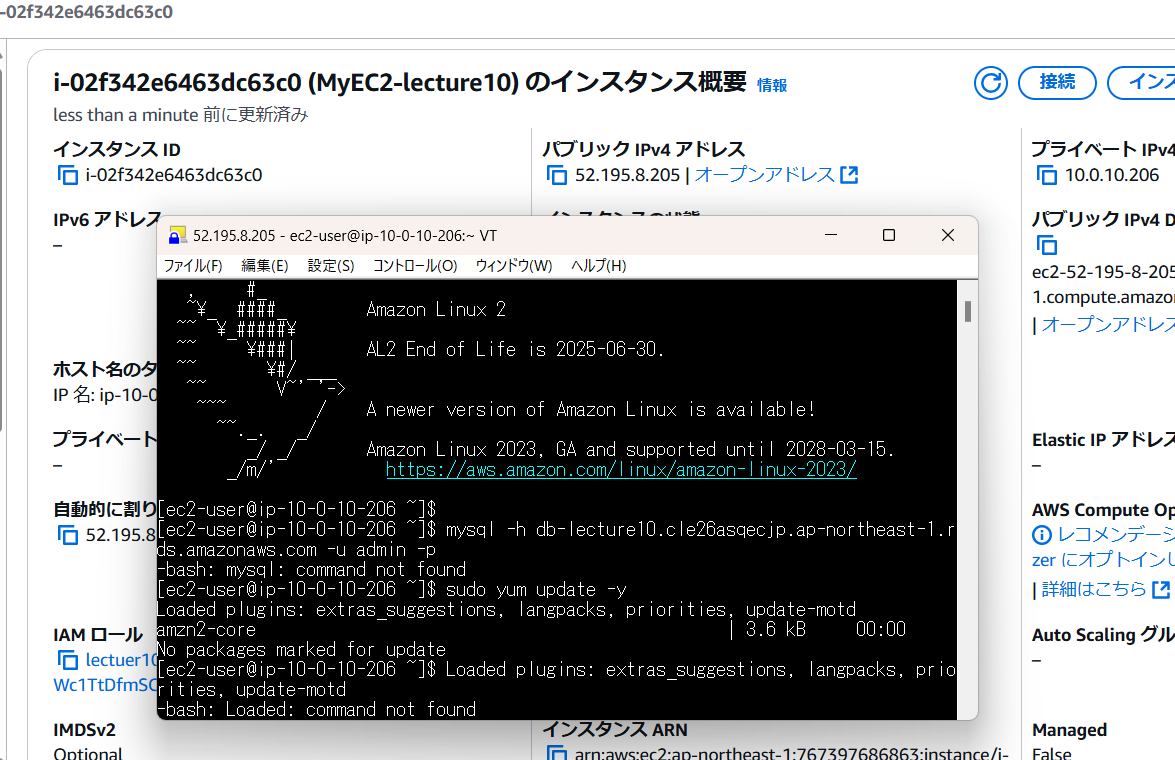 -02f342e6463dc63c0
i-02f342e6463dc63c0 (MyEC2-lecture10) のインスタンス概要 情報
接続
インス
less than a minute 前に更新済み
インスタンス ID
i-02f342e6463dc63c0
パブリック IPv4 アドレス
52.195.8.205 | オープンアドレス
プライベート IPv4
10.0.10.206
IPv6 アドレス
–
パブリック IPv4 D
ec2-52-195-8-205
1.compute.amazon
| オープンアドレス
ホスト名のタ
IP 名: ip-10-0
プライベート
–
Elastic IP アドレス
–
自動的に割り
52.195.8
AWS Compute Op
レコメンデーシ
zer にオプトインし
| 詳細はこちら
IAM ロール
lectuer10
Wc1TtDfmSC
Auto Scaling グル
–
IMDSv2
Optional
インスタンス ARN
arn:aws:ec2:ap-northeast-1:767397686863:instance/i-
Managed
False
52.195.8.205 - ec2-user@ip-10-0-10-206:~ VT
ファイル(F) 編集(E) 設定(S) コントロール(O) ウィンドウ(W) ヘルプ(H)
   ,     #_
   ~¥_  ####_        Amazon Linux 2
  ~~  ¥_#####¥
  ~~     ¥###|       AL2 End of Life is 2025-06-30.
  ~~       ¥#/ ___
   ~~       V~' '->
    ~~~         /    A newer version of Amazon Linux is available!
      ~~._.   _/
         _/ _/       Amazon Linux 2023, GA and supported until 2028-03-15.
       _/m/'           https://aws.amazon.com/linux/amazon-linux-2023/
[ec2-user@ip-10-0-10-206 ~]$
[ec2-user@ip-10-0-10-206 ~]$ mysql -h db-lecture10.cle26asqecjp.ap-northeast-1.r
ds.amazonaws.com -u admin -p
-bash: mysql: command not found
[ec2-user@ip-10-0-10-206 ~]$ sudo yum update -y
Loaded plugins: extras_suggestions, langpacks, priorities, update-motd
amzn2-core | 3.6 kB 00:00
No packages marked for update
[ec2-user@ip-10-0-10-206 ~]$ Loaded plugins: extras_suggestions, langpacks, prio
rities, update-motd
-bash: Loaded: command not found